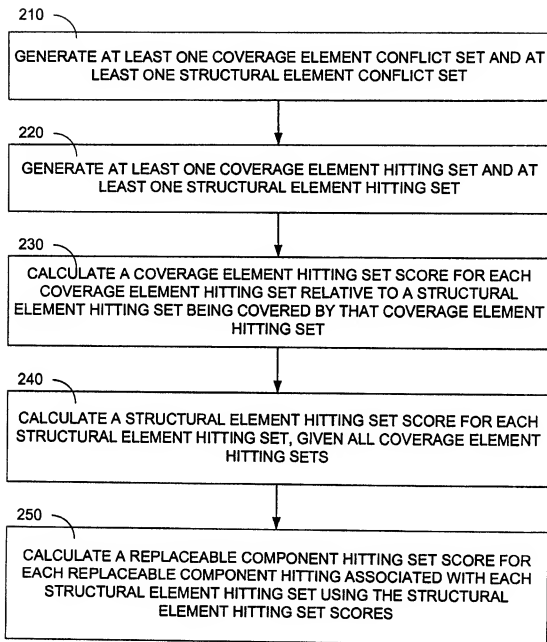 210
GENERATE AT LEAST ONE COVERAGE ELEMENT CONFLICT SET AND AT
LEAST ONE STRUCTURAL ELEMENT CONFLICT SET
220
GENERATE AT LEAST ONE COVERAGE ELEMENT HITTING SET AND AT
LEAST ONE STRUCTURAL ELEMENT HITTING SET
230
CALCULATE A COVERAGE ELEMENT HITTING SET SCORE FOR EACH
COVERAGE ELEMENT HITTING SET RELATIVE TO A STRUCTURAL
ELEMENT HITTING SET BEING COVERED BY THAT COVERAGE ELEMENT
HITTING SET
240
CALCULATE A STRUCTURAL ELEMENT HITTING SET SCORE FOR EACH
STRUCTURAL ELEMENT HITTING SET, GIVEN ALL COVERAGE ELEMENT
HITTING SETS
250
CALCULATE A REPLACEABLE COMPONENT HITTING SET SCORE FOR
EACH REPLACEABLE COMPONENT HITTING ASSOCIATED WITH EACH
STRUCTURAL ELEMENT HITTING SET USING THE STRUCTURAL
ELEMENT HITTING SET SCORES